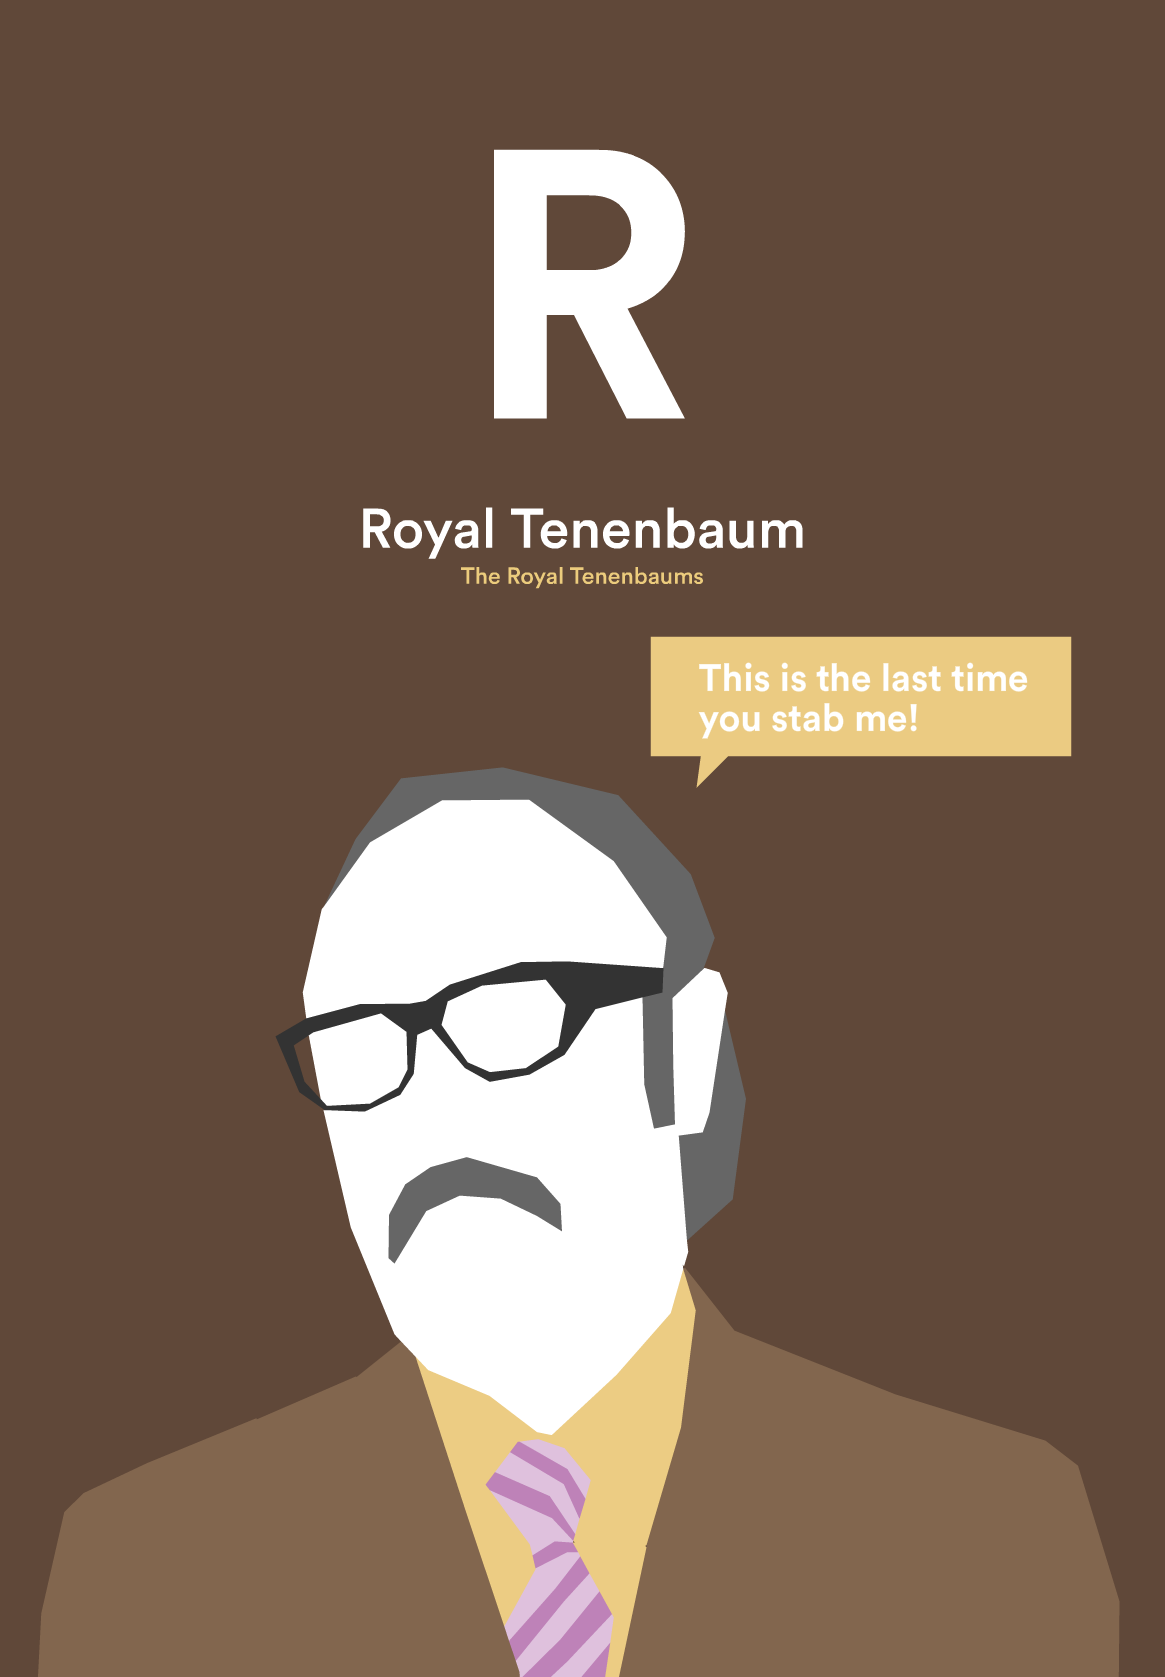 R
Royal Tenenbaum
The Royal Tenenbaums
This is the last time
you stab me!